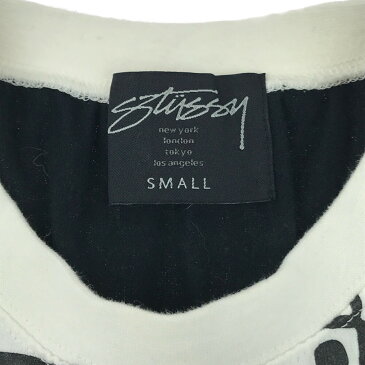 Stüssy
new york
london
tokyo
los angeles
SMALL